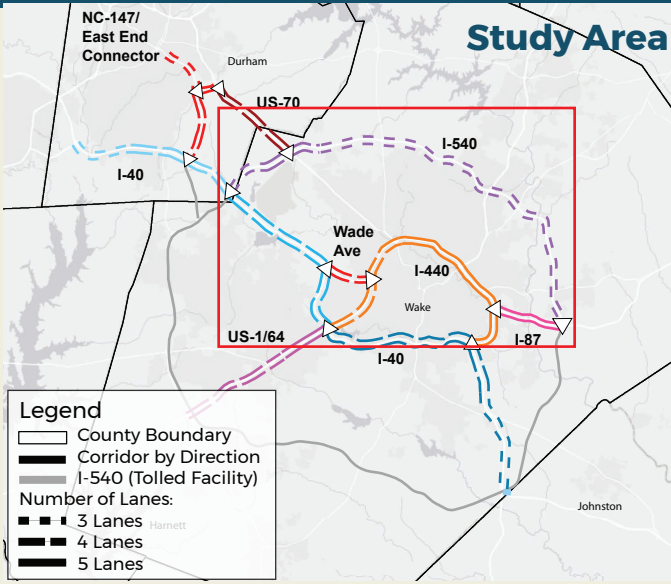 Study Area
NC-147/
East End
Connector
Durham
US-70
I-540
I-40
Wade
Ave
I-440
Wake
US-1/64
I-87
I-40
Legend
County Boundary
Corridor by Direction
I-540 (Tolled Facility)
Number of Lanes:
3 Lanes
Harnett
4 Lanes
5 Lanes
Johnston